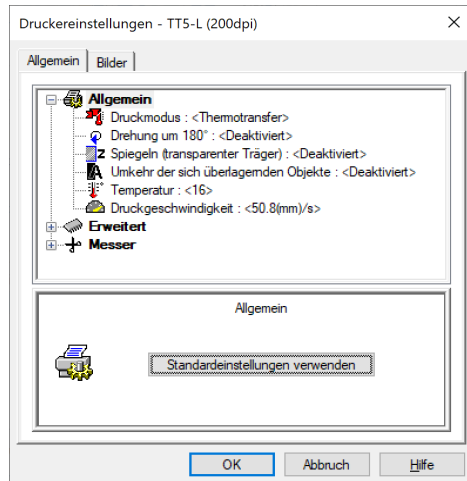 Druckereinstellungen - TT5-L (200dpi)
Allgemein Bilder
Allgemein
Druckmodus : <Thermotransfer>
Drehung um 180° : <Deaktiviert>
Spiegeln (transparenter Träger) : <Deaktiviert>
Umkehr der sich überlagernden Objekte : <Deaktiviert>
Temperatur : <16>
Druckgeschwindigkeit : <50.8(mm)/s>
Erweitert
Messer
Allgemein
Standardeinstellungen verwenden
OK Abbruch Hilfe